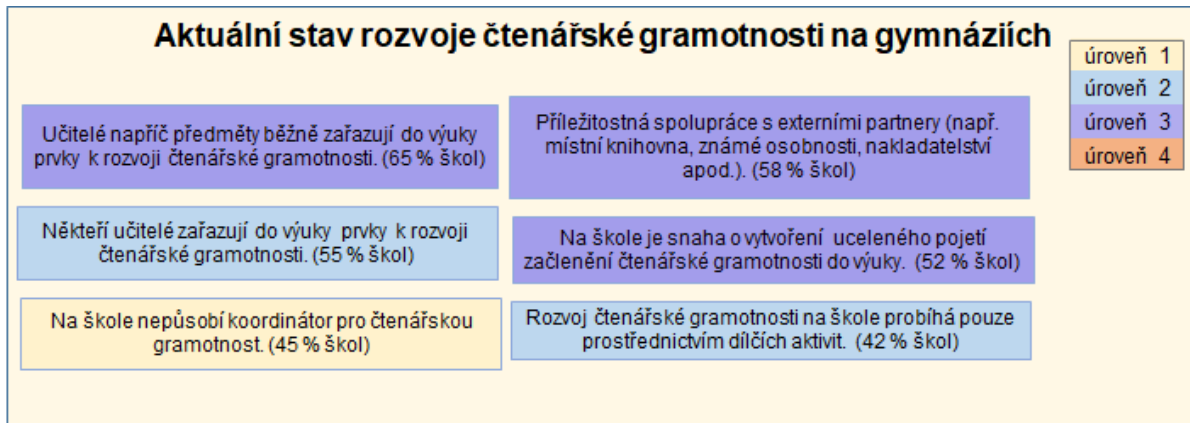 Aktuální stav rozvoje čtenářské gramotnosti na gymnáziích
úroveň 1
úroveň 2
úroveň 3
úroveň 4
Učitelé napříč předměty běžně zařazují do výuky
prvky k rozvoji čtenářské gramotnosti. (65 % škol)
Příležitostná spolupráce s externími partnery (např.
místní knihovna, známé osobnosti, nakladatelství
apod.). (58 % škol)
Někteří učitelé zařazují do výuky prvky k rozvoji
čtenářské gramotnosti. (55 % škol)
Na škole je snaha o vytvoření uceleného pojetí
začlenění čtenářské gramotnosti do výuky. (52 % škol)
Na škole nepůsobí koordinátor pro čtenářskou
gramotnost. (45 % škol)
Rozvoj čtenářské gramotnosti na škole probíhá pouze
prostřednictvím dílčích aktivit. (42 % škol)